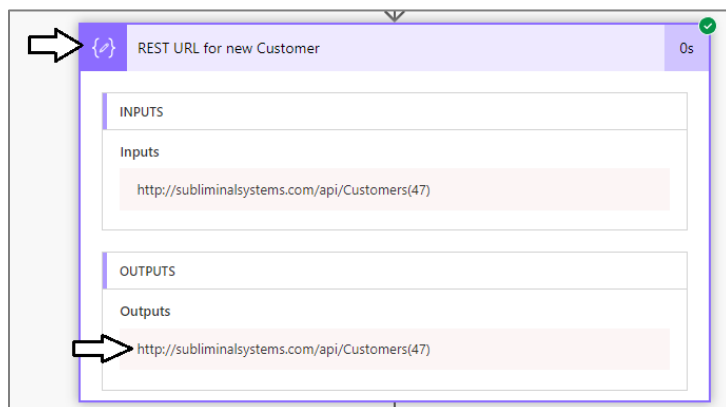 REST URL for new Customer 0s
INPUTS
Inputs
http://subliminalsystems.com/api/Customers(47)
OUTPUTS
Outputs
http://subliminalsystems.com/api/Customers(47)